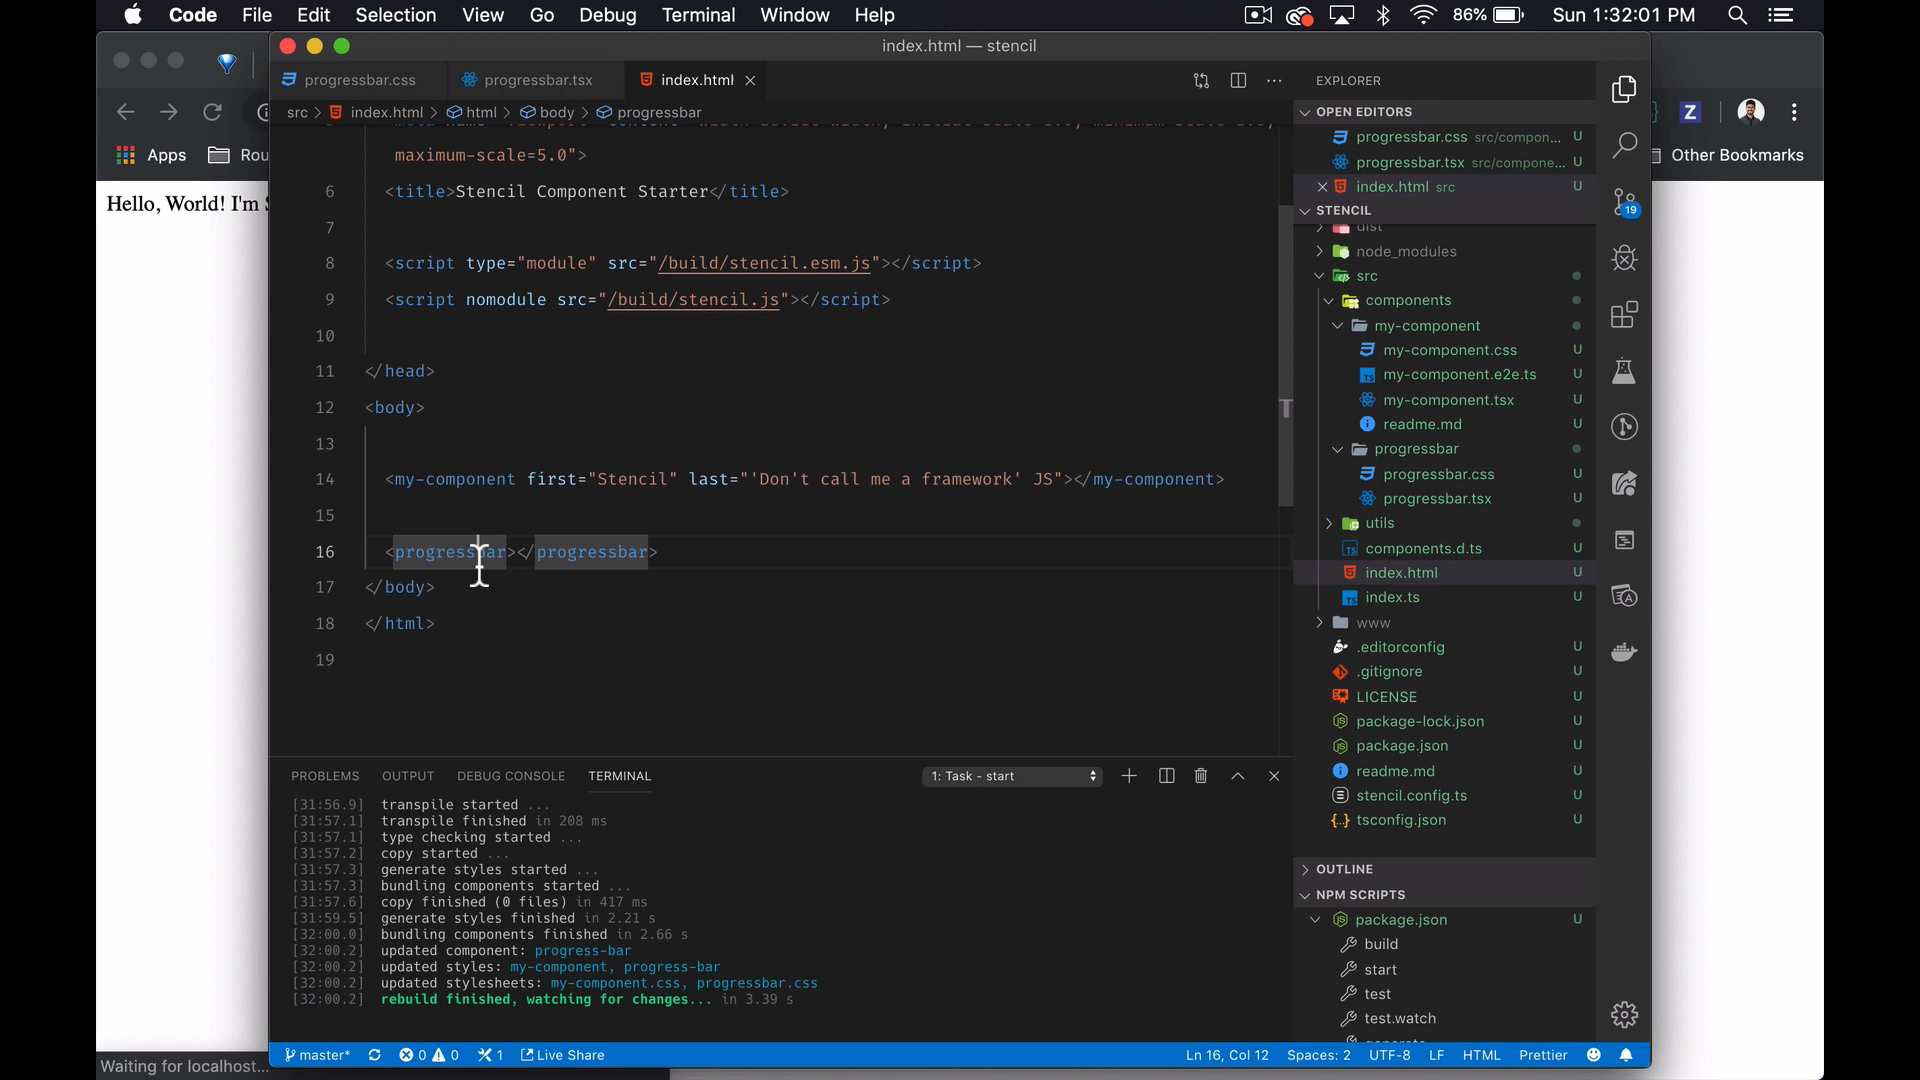 Code File Edit Selection View Go Debug Terminal Window Help 86% Sun 1:32:01 PM
index.html — stencil
progressbar.css progressbar.tsx index.html
src > index.html > html > body > progressbar
maximum-scale=5.0">
6 <title>Stencil Component Starter</title>
7
8 <script type="module" src="/build/stencil.esm.js"></script>
9 <script nomodule src="/build/stencil.js"></script>
10
11 </head>
12 <body>
13
14 <my-component first="Stencil" last="'Don't call me a framework' JS"></my-component>
15
16 <progressbar></progressbar>
17 </body>
18 </html>
19
Apps Rou
Hello, World! I'm S
Waiting for localhost...
EXPLORER
OPEN EDITORS
progressbar.css src/compon... U
progressbar.tsx src/compone... U
index.html src U
STENCIL
dist
node_modules
src
components
my-component
my-component.css U
my-component.e2e.ts U
my-component.tsx U
readme.md U
progressbar
progressbar.css U
progressbar.tsx U
utils
components.d.ts U
index.html U
index.ts U
www
.editorconfig U
.gitignore U
LICENSE U
package-lock.json U
package.json U
readme.md U
stencil.config.ts U
tsconfig.json U
OUTLINE
NPM SCRIPTS
package.json U
build
start
test
test.watch
19
Z
Other Bookmarks
PROBLEMS OUTPUT DEBUG CONSOLE TERMINAL 1: Task - start
[31:56.9] transpile started ...
[31:57.1] transpile finished in 208 ms
[31:57.1] type checking started ...
[31:57.2] copy started ...
[31:57.3] generate styles started ...
[31:57.3] bundling components started ...
[31:57.6] copy finished (0 files) in 417 ms
[31:59.5] generate styles finished in 2.21 s
[32:00.0] bundling components finished in 2.66 s
[32:00.2] updated component: progress-bar
[32:00.2] updated styles: my-component, progress-bar
[32:00.2] updated stylesheets: my-component.css, progressbar.css
[32:00.2] rebuild finished, watching for changes... in 3.39 s
master* 0 0 1 Live Share Ln 16, Col 12 Spaces: 2 UTF-8 LF HTML Prettier